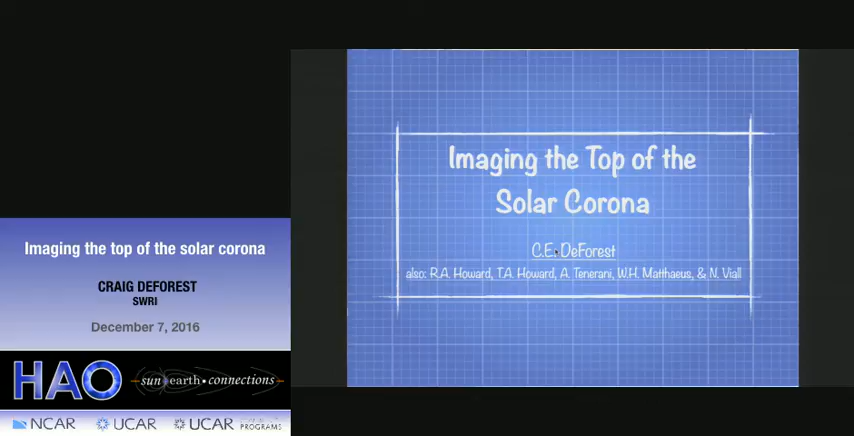 Imaging the Top of the
Solar Corona
C.E. DeForest
also: R.A. Howard, T.A. Howard, A. Tenerani, W.H. Matthaeus, & N. Viall
Imaging the top of the solar corona
CRAIG DEFOREST
SWRI
December 7, 2016
HAO
sun earth • connections
NCAR UCAR UCAR
PROGRAMS